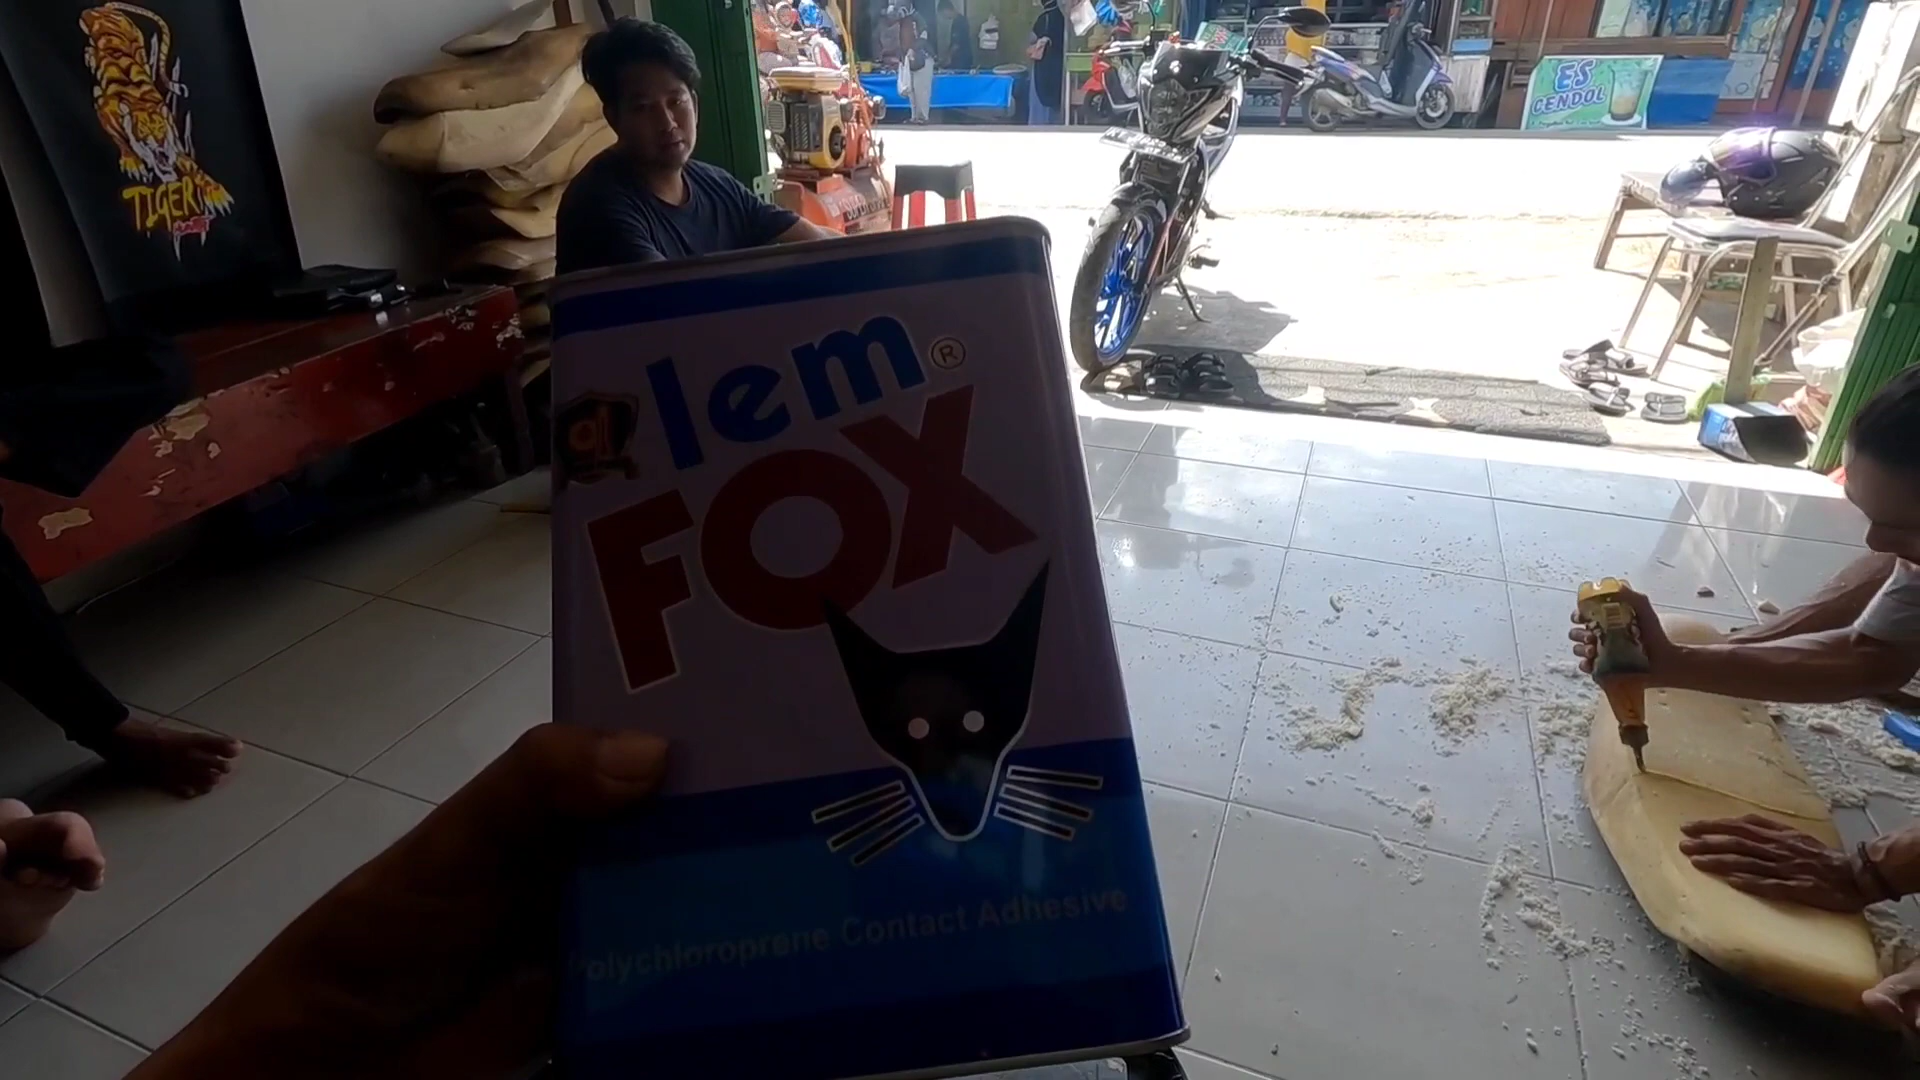 TIGER
ES
CENDOL
lem ®
FOX
Polychloroprene Contact Adhesive